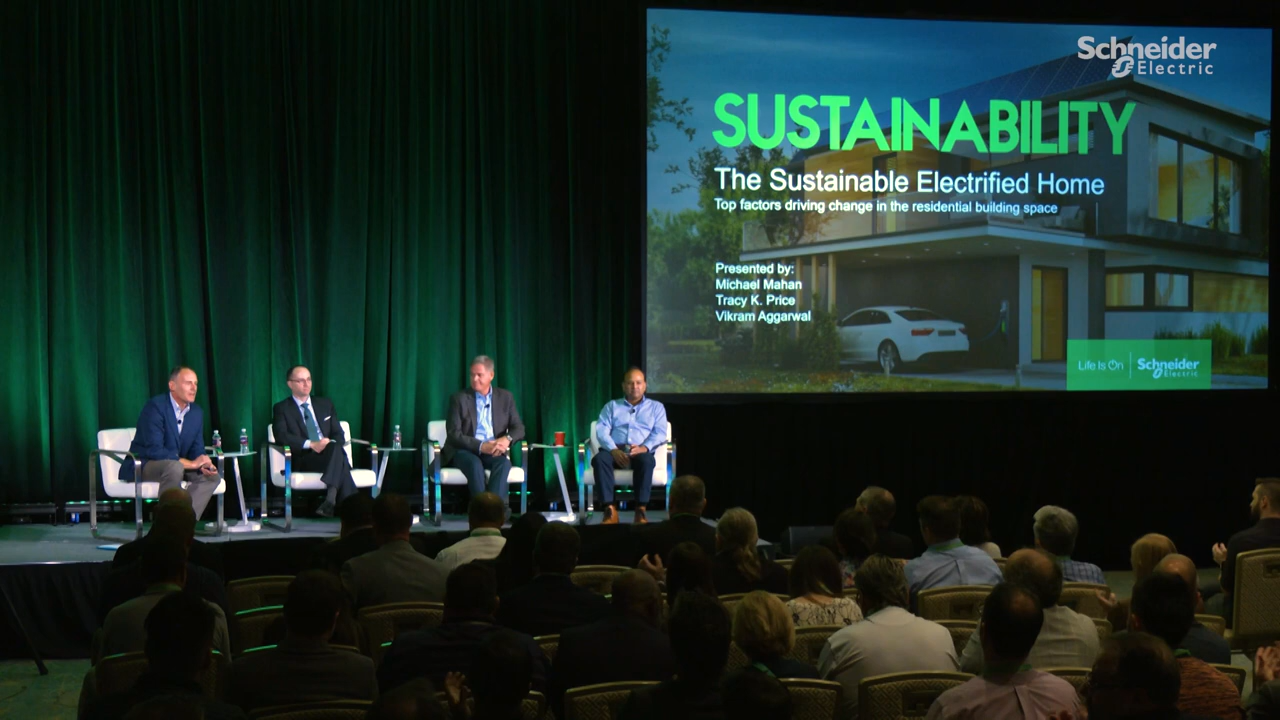 Schneider
Electric
SUSTAINABILITY
The Sustainable Electrified Home
Top factors driving change in the residential building space
Presented by:
Michael Mahan
Tracy K. Price
Vikram Aggarwal
Life Is On | Schneider
Electric